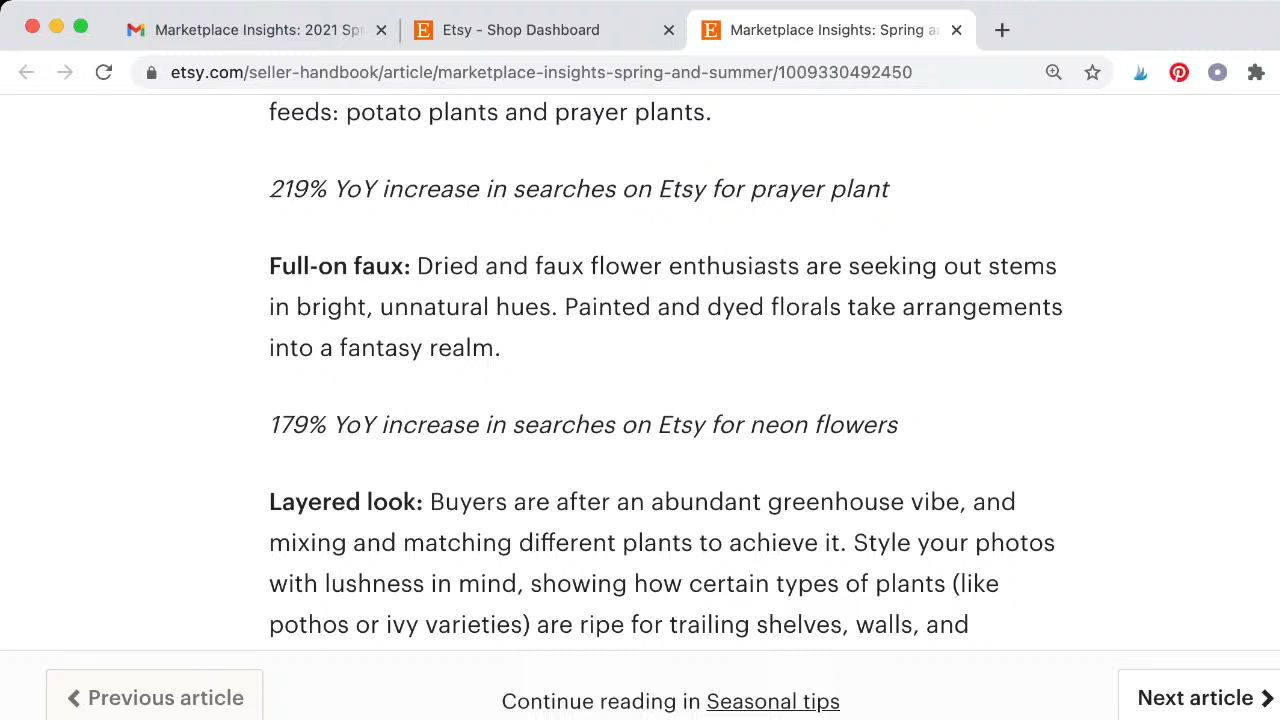 Marketplace Insights: 2021 Spr
Etsy - Shop Dashboard
Marketplace Insights: Spring a
etsy.com/seller-handbook/article/marketplace-insights-spring-and-summer/1009330492450
feeds: potato plants and prayer plants.
219% YoY increase in searches on Etsy for prayer plant
Full-on faux: Dried and faux flower enthusiasts are seeking out stems
in bright, unnatural hues. Painted and dyed florals take arrangements
into a fantasy realm.
179% YoY increase in searches on Etsy for neon flowers
Layered look: Buyers are after an abundant greenhouse vibe, and
mixing and matching different plants to achieve it. Style your photos
with lushness in mind, showing how certain types of plants (like
pothos or ivy varieties) are ripe for trailing shelves, walls, and
Previous article
Continue reading in Seasonal tips
Next article